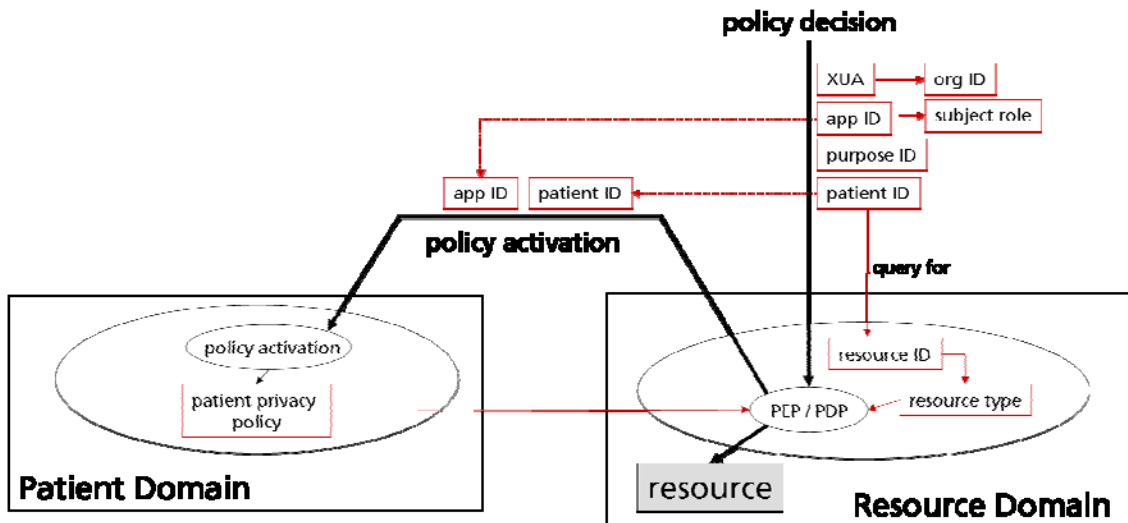 policy decision
XUA
org ID
app ID
subject role
purpose ID
app ID
patient ID
patient ID
policy activation
query for
policy activation
resource ID
patient privacy
policy
PEP / PDP
resource type
Patient Domain
resource
Resource Domain